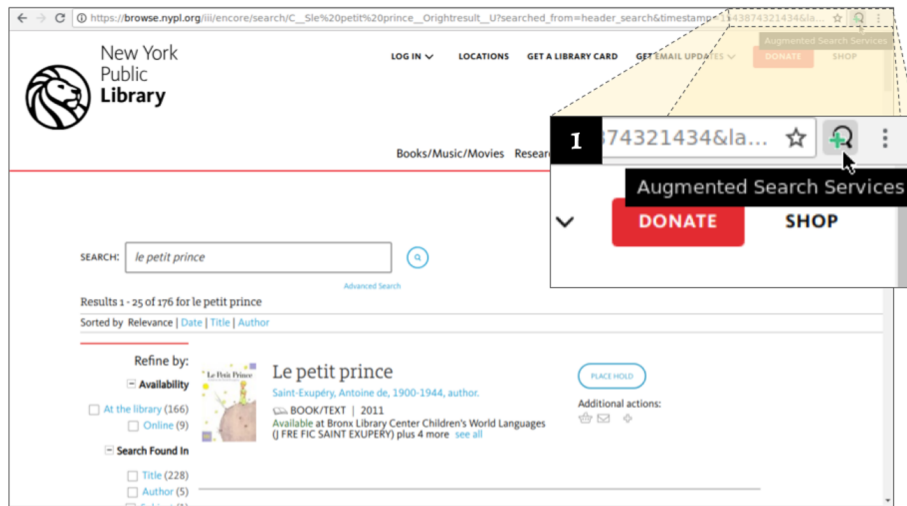 https://browse.nypl.org/iii/encore/search/C__Sle%20petit%20prince__Orightresult__U?searched_from=header_search&timestamp=1543874321434&la...
Augmented Search Services
New York
Public
Library
LOG IN
LOCATIONS
GET A LIBRARY CARD
GET EMAIL UPDATES
DONATE
SHOP
Books/Music/Movies
1
74321434&la...
Augmented Search Services
DONATE
SHOP
SEARCH:
le petit prince
Advanced Search
Results 1 - 25 of 176 for le petit prince
Sorted by Relevance | Date | Title | Author
Refine by:
Availability
At the library (166)
Online (9)
Search Found In
Title (228)
Author (5)
Le Petit Prince
Le petit prince
Saint-Exupéry, Antoine de, 1900-1944, author.
BOOK/TEXT | 2011
Available at Bronx Library Center Children's World Languages
(J FRE FIC SAINT EXUPERY) plus 4 more see all
PLACE HOLD
Additional actions: